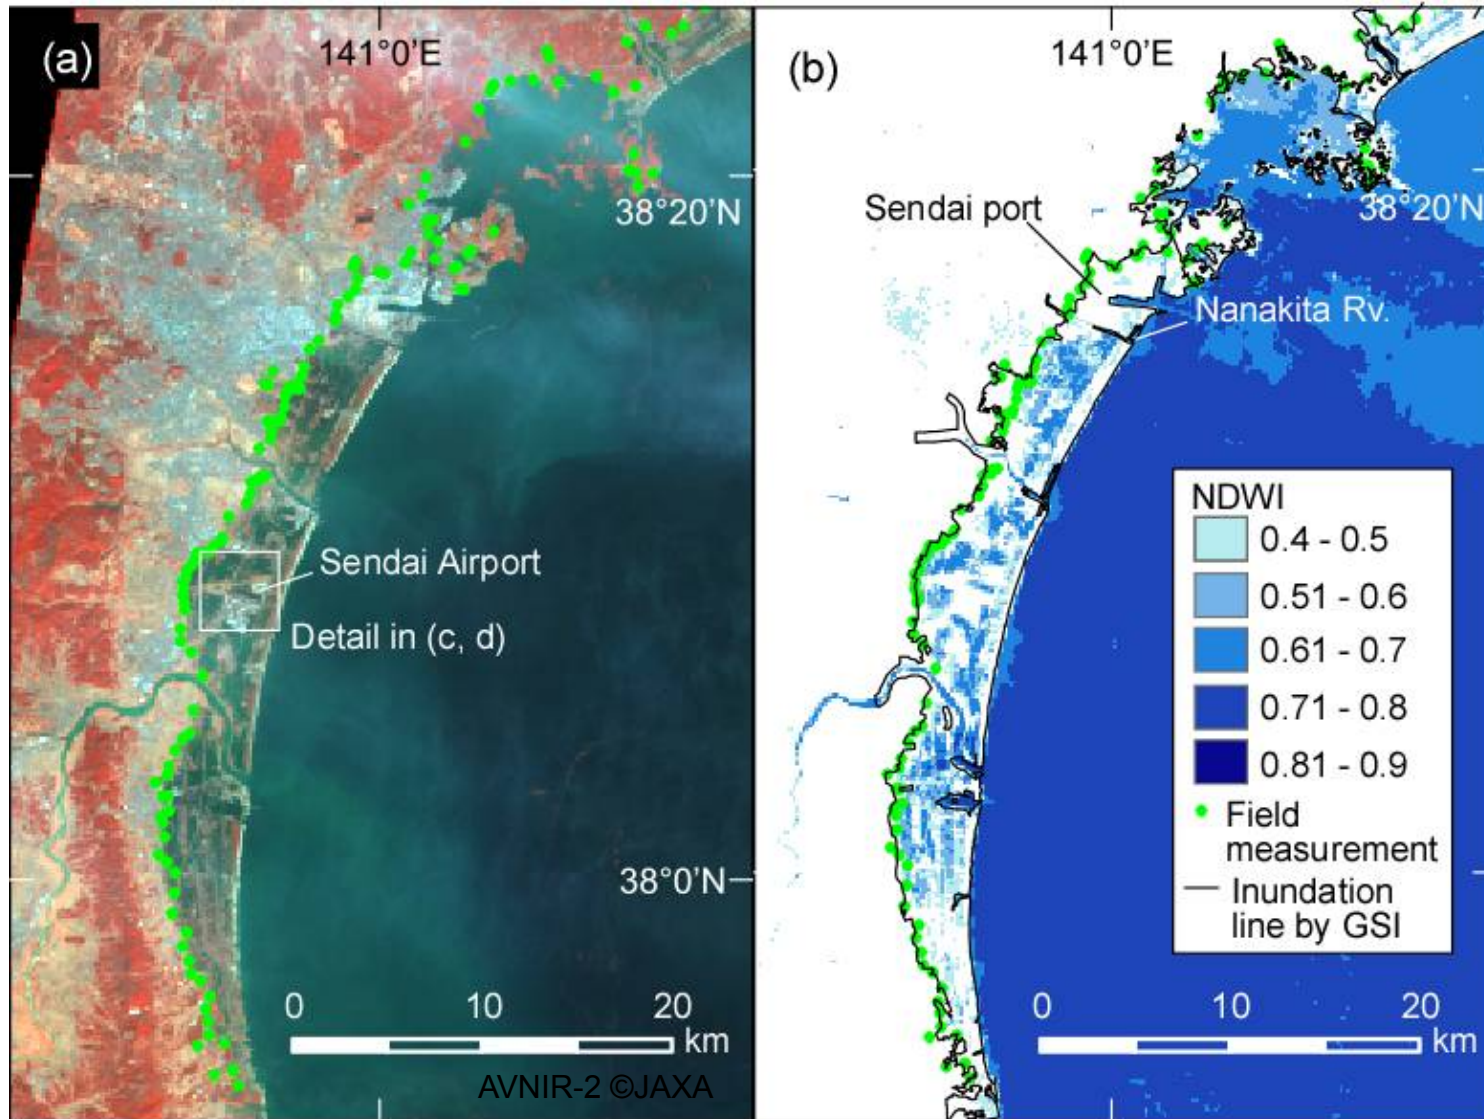 (a)
141°0'E
38°20'N
Sendai Airport
Detail in (c, d)
38°0'N
0 10 20
km
AVNIR-2 ©JAXA
(b)
141°0'E
Sendai port
38°20'N
Nanakita Rv.
NDWI
0.4 - 0.5
0.51 - 0.6
0.61 - 0.7
0.71 - 0.8
0.81 - 0.9
Field
measurement
Inundation
line by GSI
0 10 20
km